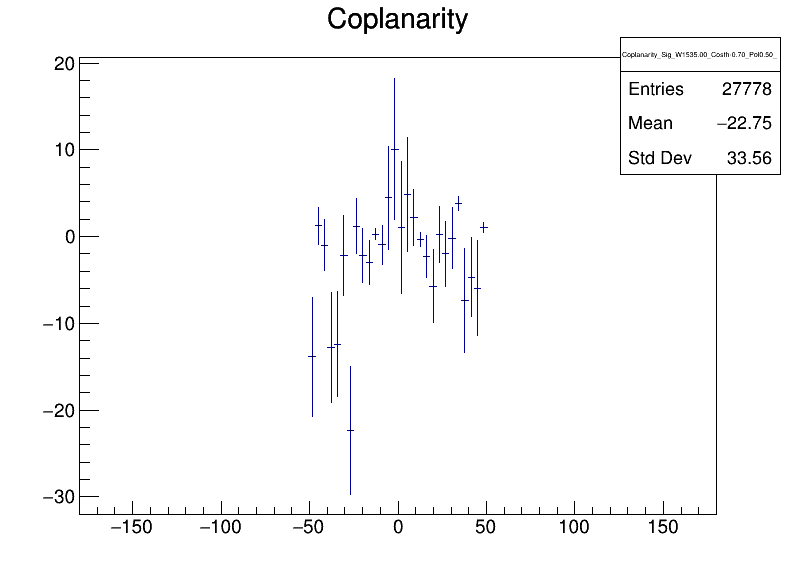 Coplanarity
Coplanarity_Sig_W1535.00_Costh-0.70_Pol0.50_
Entries 27778
Mean −22.75
Std Dev 33.56
20
10
0
−10
−20
−30
−150 −100 −50 0 50 100 150